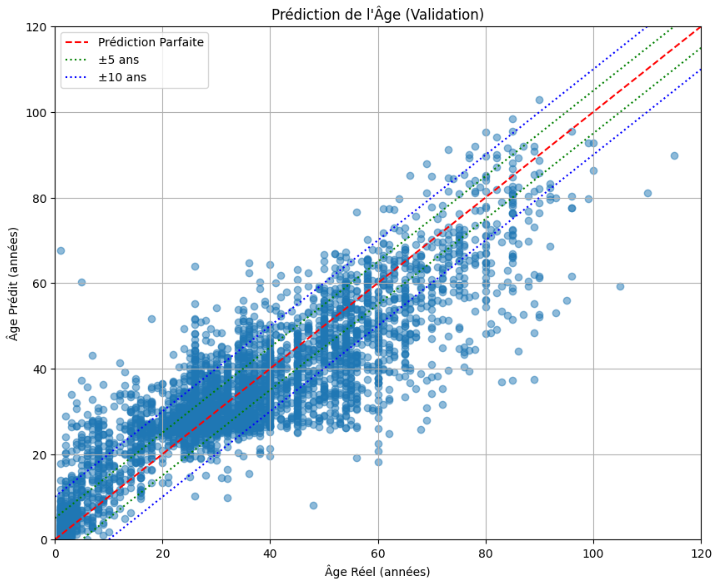 Prédiction de l'Âge (Validation)
120
100
80
60
40
20
0
Âge Prédit (années)
Prédiction Parfaite
±5 ans
±10 ans
0 20 40 60 80 100 120
Âge Réel (années)